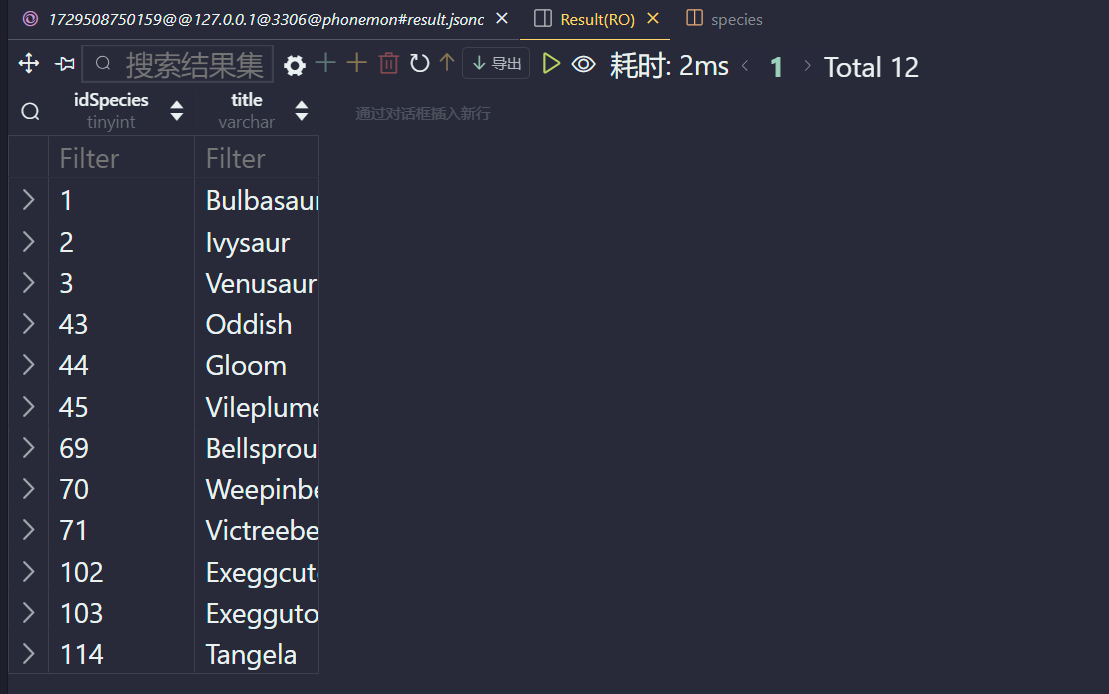 1729508750159@@127.0.0.1@3306@phonemon#result.jsonc Result(RO) species
搜索结果集 导出 耗时: 2ms 1 Total 12
idSpecies title
tinyint varchar 通过对话框插入新行
Filter Filter
1 Bulbasaur
2 Ivysaur
3 Venusaur
43 Oddish
44 Gloom
45 Vileplume
69 Bellsprou
70 Weepinbe
71 Victreebe
102 Exeggcut
103 Exegguto
114 Tangela